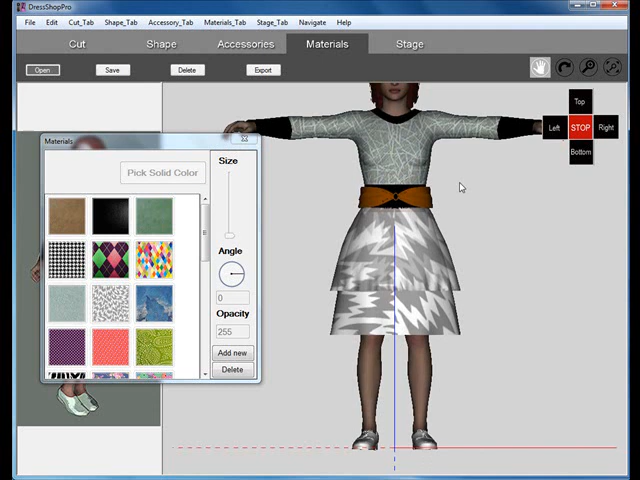 DressShopPro
File Edit Cut_Tab Shape_Tab Accessory_Tab Materials_Tab Stage_Tab Navigate Help
Cut Shape Accessories Materials Stage
Open Save Delete Export
Top
Left STOP Right
Bottom
Materials
Pick Solid Color
Size
Angle
0
Opacity
255
Add new
Delete